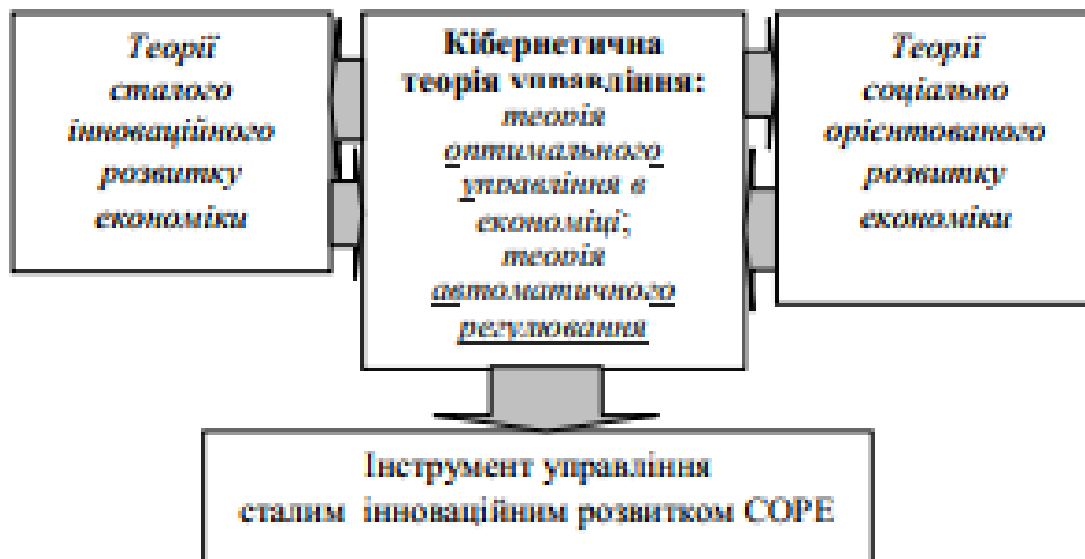 Теорії
сталого
інноваційного
розвитку
економіки
Кібернетична
теорія управління:
теорія
оптимального
управління в
економіці;
теорія
автоматичного
регулювання
Теорії
соціально
орієнтованого
розвитку
економіки
Інструмент управління
сталим інноваційним розвитком СОРЕ